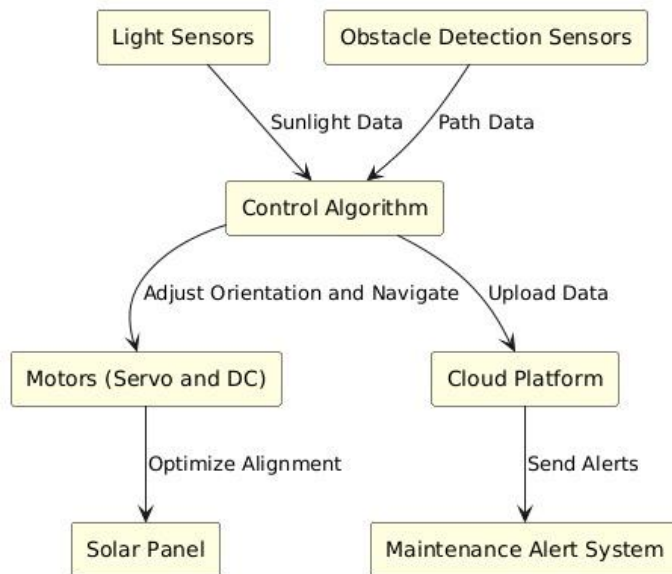 Light Sensors
Obstacle Detection Sensors
Sunlight Data
Path Data
Control Algorithm
Adjust Orientation and Navigate
Upload Data
Motors (Servo and DC)
Cloud Platform
Optimize Alignment
Send Alerts
Solar Panel
Maintenance Alert System